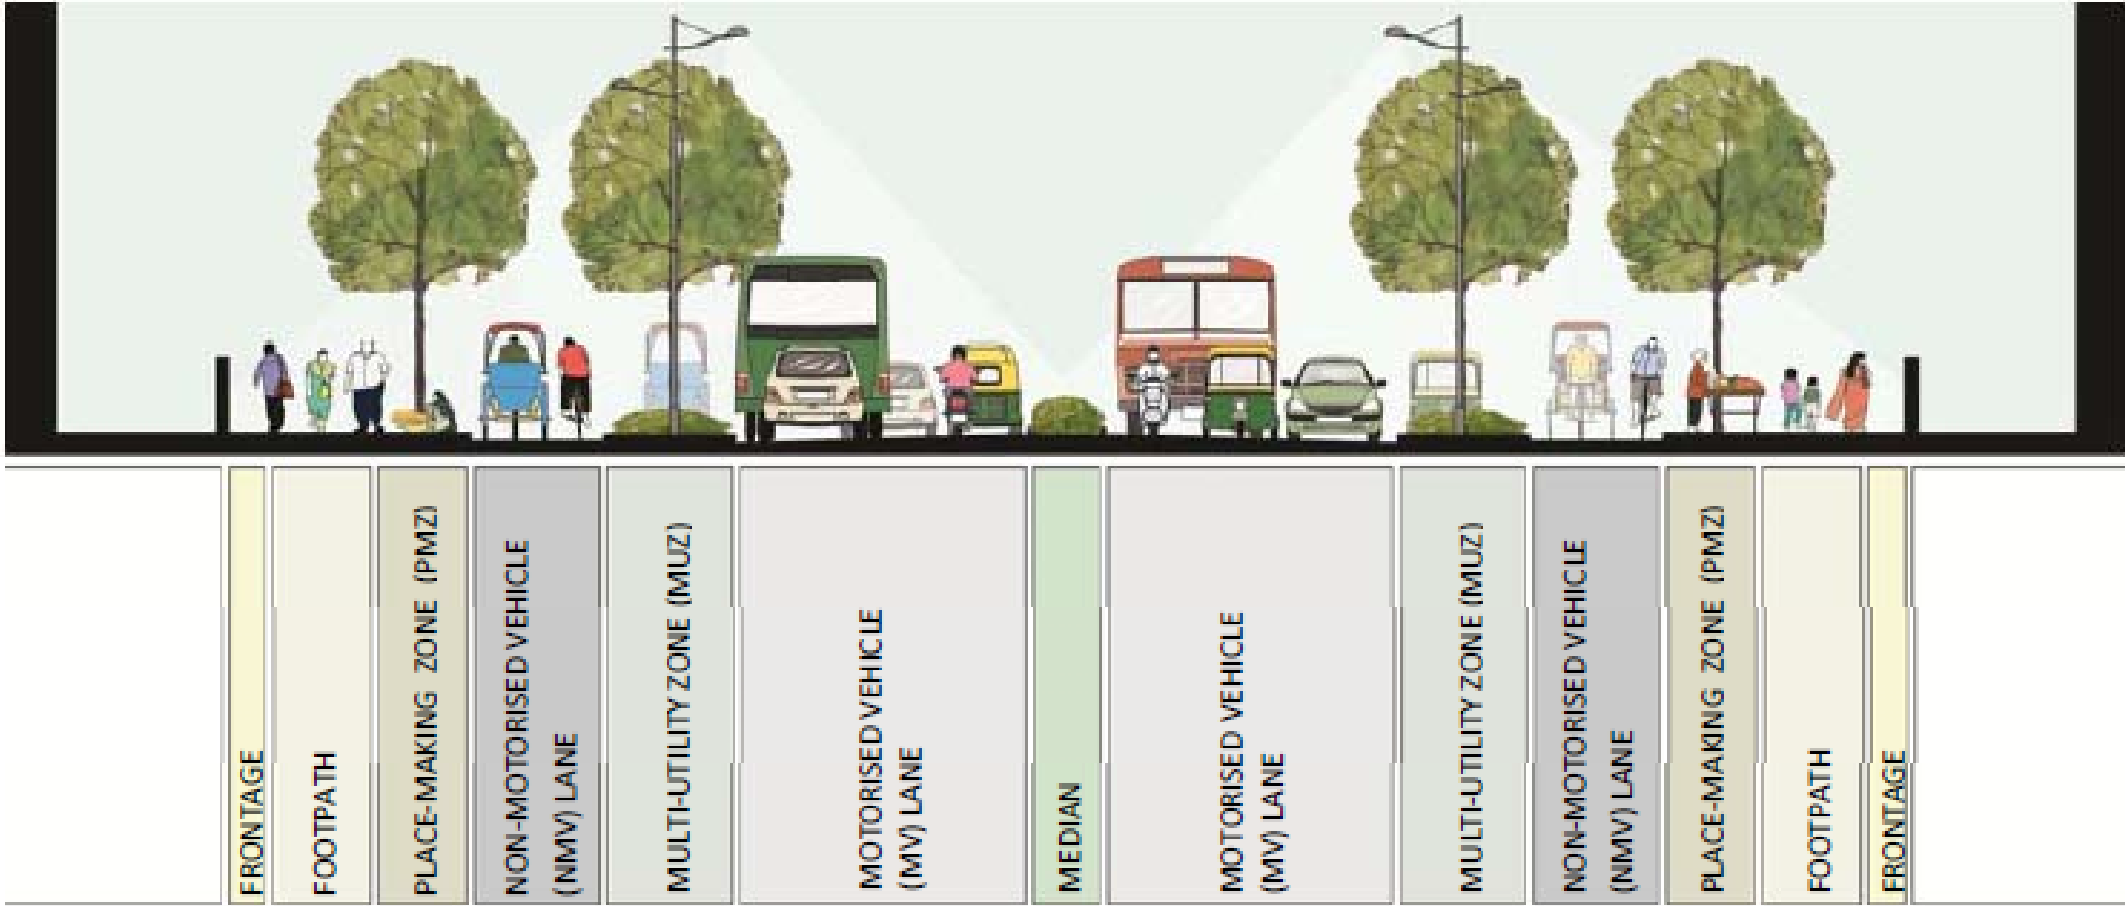 FRONTAGE
FOOTPATH
PLACE-MAKING ZONE (PMZ)
NON-MOTORISED VEHICLE
(NMV) LANE
MULTI-UTILITY ZONE (MUZ)
MOTORISED VEHICLE
(MV) LANE
MEDIAN
MOTORISED VEHICLE
(MV) LANE
MULTI-UTILITY ZONE (MUZ)
NON-MOTORISED VEHICLE
(NMV) LANE
PLACE-MAKING ZONE (PMZ)
FOOTPATH
FRONTAGE